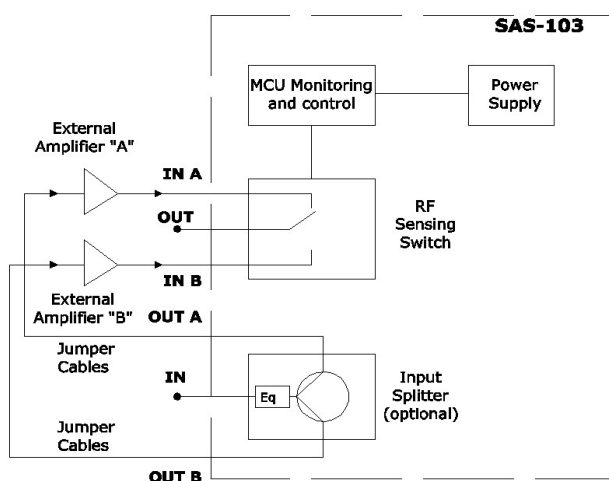 SAS-103
MCU Monitoring
and control
Power
Supply
External
Amplifier "A"
IN A
OUT
RF
Sensing
Switch
IN B
External
Amplifier "B"
OUT A
Jumper
Cables
IN
Eq
Input
Splitter
(optional)
Jumper
Cables
OUT B